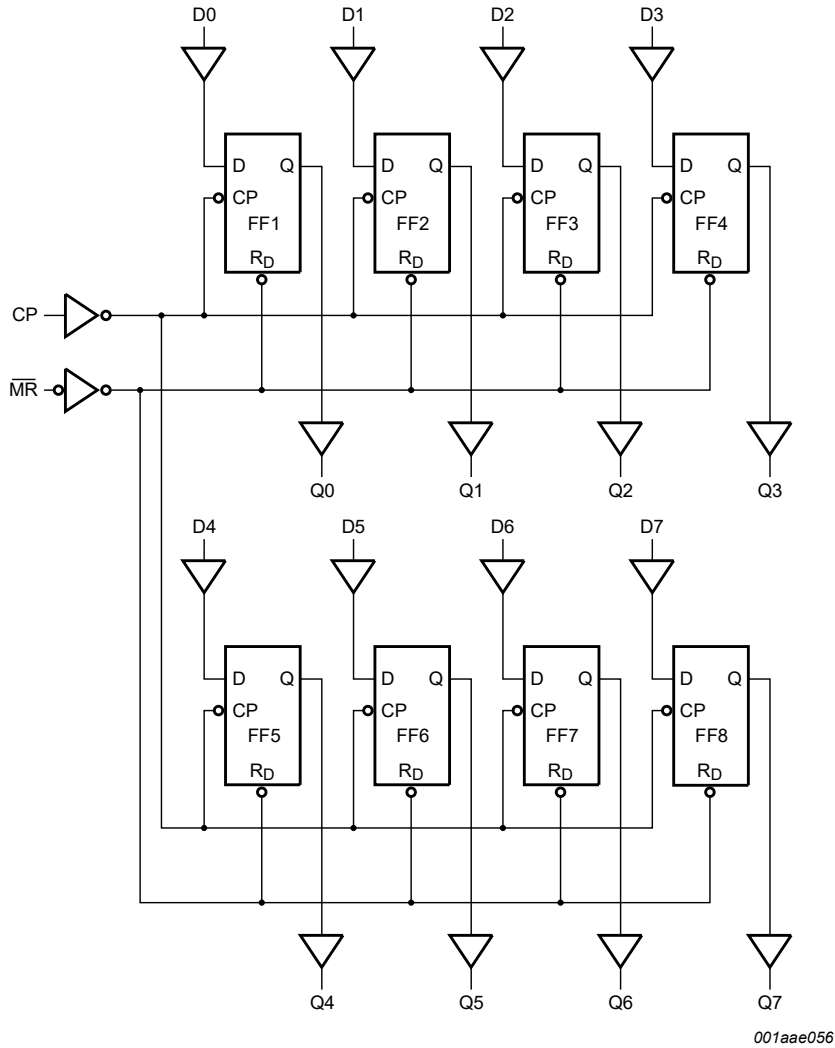 D0 D1 D2 D3
D Q D Q D Q D Q
CP CP CP CP
FF1 FF2 FF3 FF4
RD RD RD RD
CP
M̅R̅
Q0 Q1 Q2 Q3
D4 D5 D6 D7
D Q D Q D Q D Q
CP CP CP CP
FF5 FF6 FF7 FF8
RD RD RD RD
Q4 Q5 Q6 Q7
001aae056